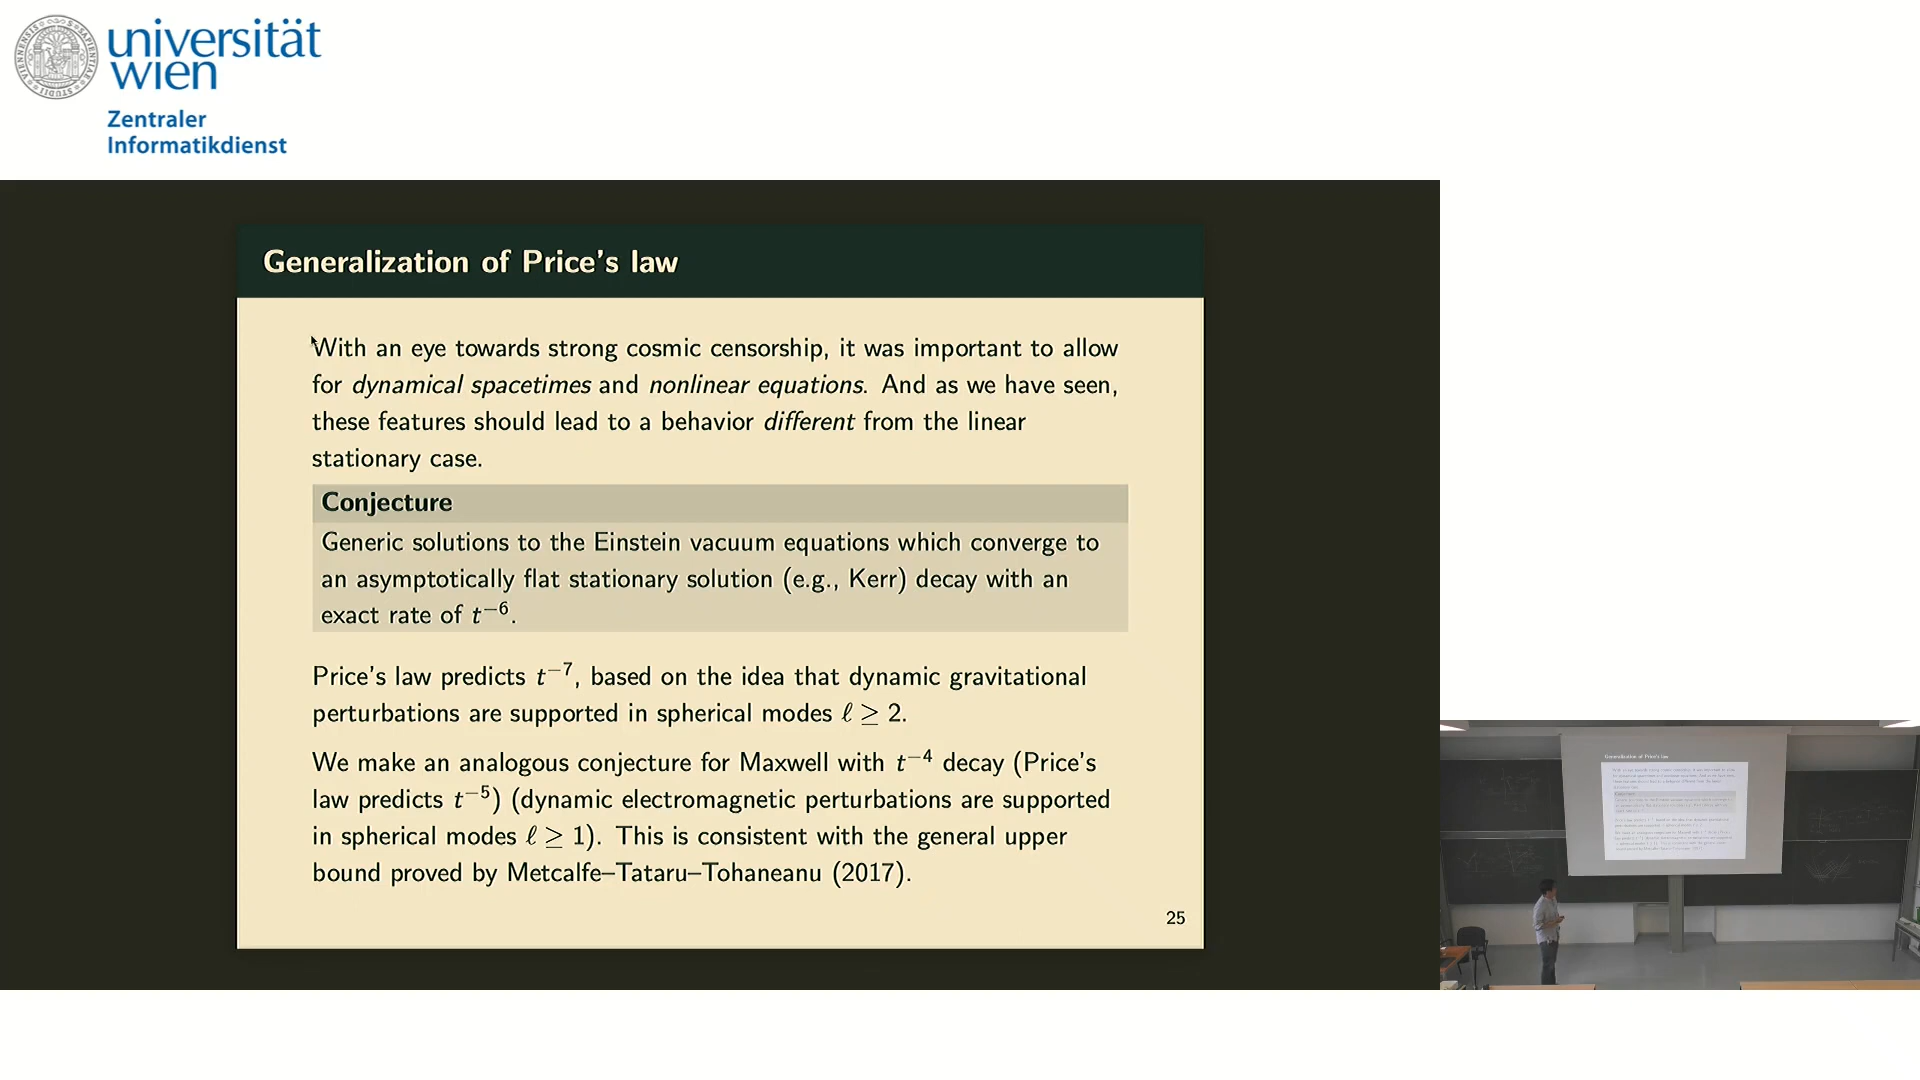 universität
wien
Zentraler
Informatikdienst
Generalization of Price's law
With an eye towards strong cosmic censorship, it was important to allow
for dynamical spacetimes and nonlinear equations. And as we have seen,
these features should lead to a behavior different from the linear
stationary case.
Conjecture
Generic solutions to the Einstein vacuum equations which converge to
an asymptotically flat stationary solution (e.g., Kerr) decay with an
exact rate of t⁻⁶.
Price's law predicts t⁻⁷, based on the idea that dynamic gravitational
perturbations are supported in spherical modes ℓ ≥ 2.
We make an analogous conjecture for Maxwell with t⁻⁴ decay (Price's
law predicts t⁻⁵) (dynamic electromagnetic perturbations are supported
in spherical modes ℓ ≥ 1). This is consistent with the general upper
bound proved by Metcalfe–Tataru–Tohaneanu (2017).
25
Generalization of Price's law